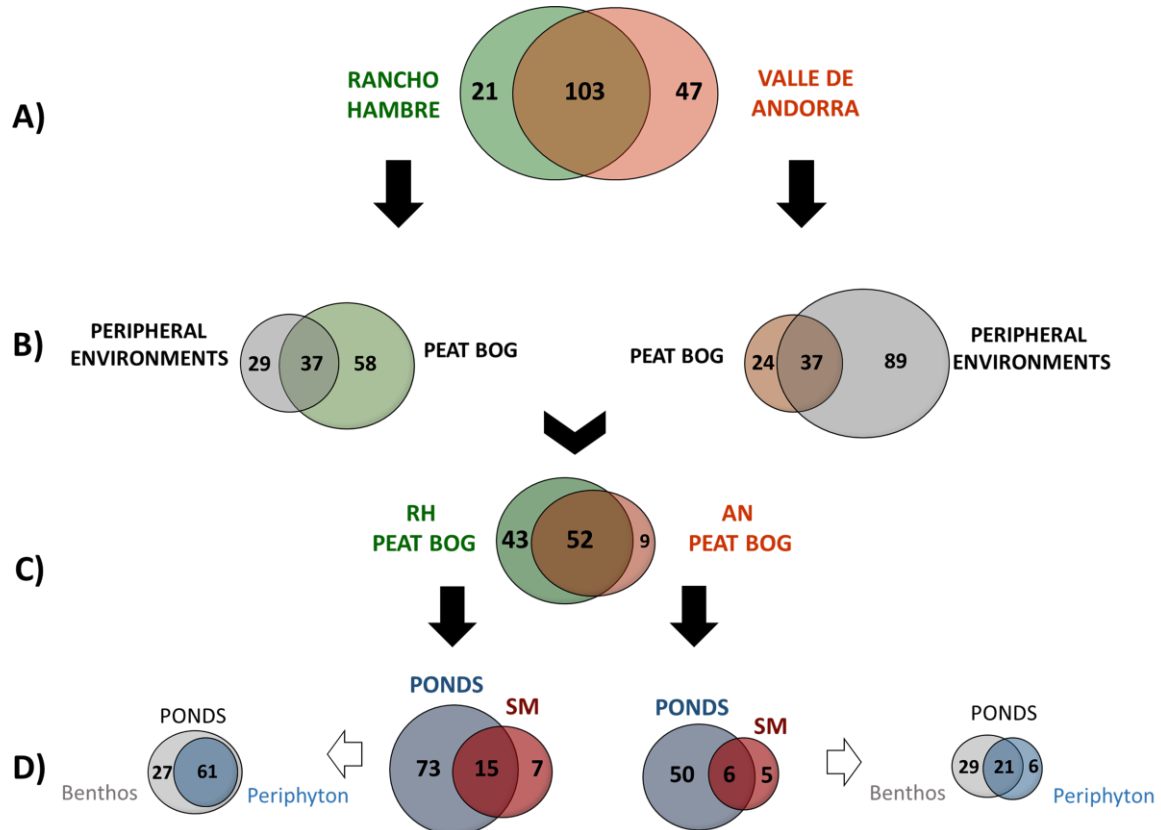 A)
RANCHO
HAMBRE
21
103
47
VALLE DE
ANDORRA
B)
PERIPHERAL
ENVIRONMENTS
29
37
58
PEAT BOG
PEAT BOG
24
37
89
PERIPHERAL
ENVIRONMENTS
C)
RH
PEAT BOG
43
52
9
AN
PEAT BOG
D)
PONDS
27
61
Benthos
Periphyton
PONDS
SM
73
15
7
PONDS
SM
50
6
5
PONDS
29
21
6
Benthos
Periphyton